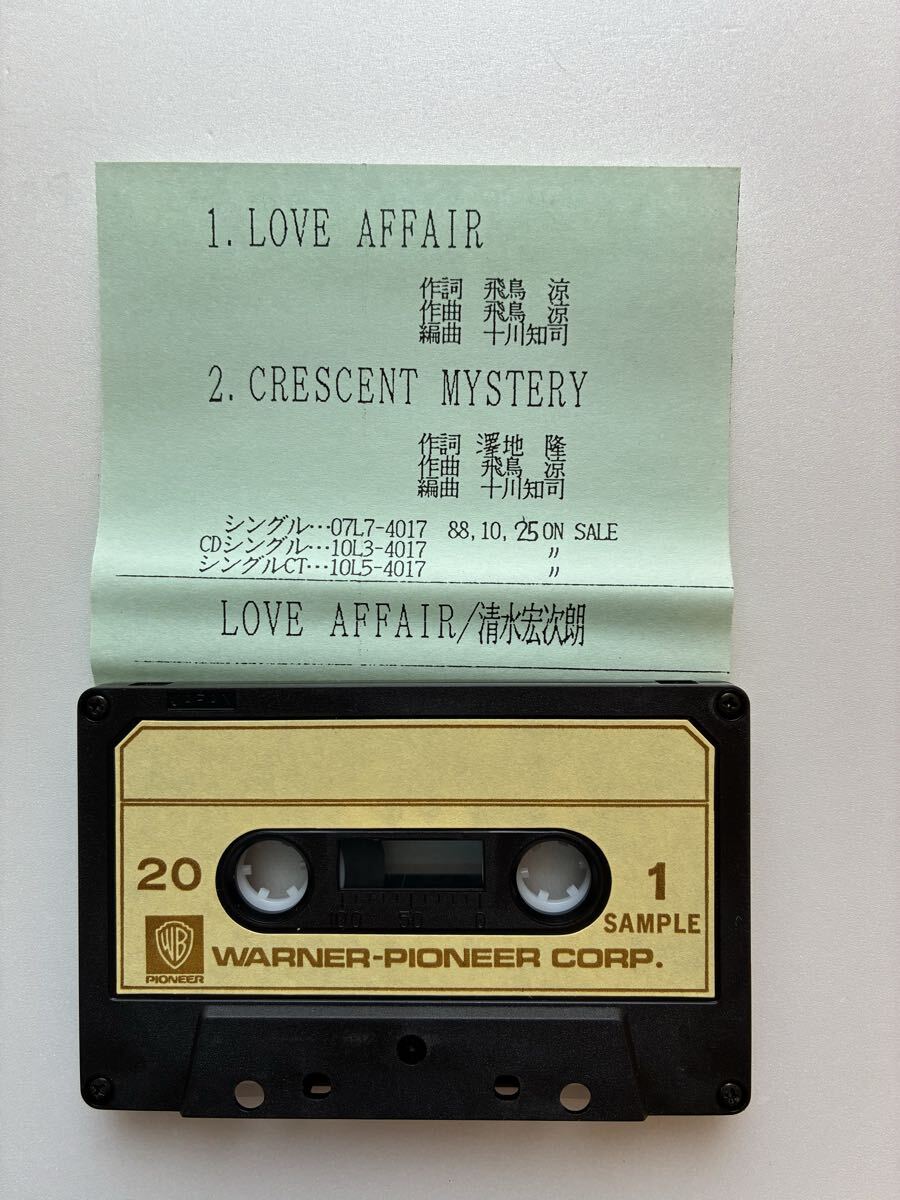 1. LOVE AFFAIR
作詞 飛鳥 涼
作曲 飛鳥 涼
編曲 十川知司
2. CRESCENT MYSTERY
作詞 澤地 隆
作曲 飛鳥 涼
編曲 十川知司
シングル…07L7-4017 88,10,25 ON SALE
CDシングル…10L3-4017 〃
シングルCT…10L5-4017 〃
LOVE AFFAIR/清水宏次朗
20
1
SAMPLE
100 50 0
WB
PIONEER
WARNER-PIONEER CORP.